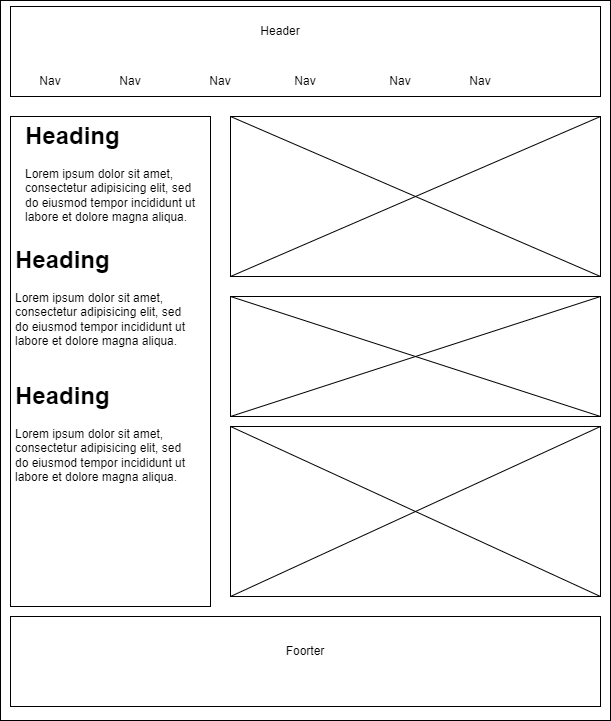 Header
Nav Nav Nav Nav Nav Nav
Heading
Lorem ipsum dolor sit amet,
consectetur adipisicing elit, sed
do eiusmod tempor incididunt ut
labore et dolore magna aliqua.
Heading
Lorem ipsum dolor sit amet,
consectetur adipisicing elit, sed
do eiusmod tempor incididunt ut
labore et dolore magna aliqua.
Heading
Lorem ipsum dolor sit amet,
consectetur adipisicing elit, sed
do eiusmod tempor incididunt ut
labore et dolore magna aliqua.
Foorter